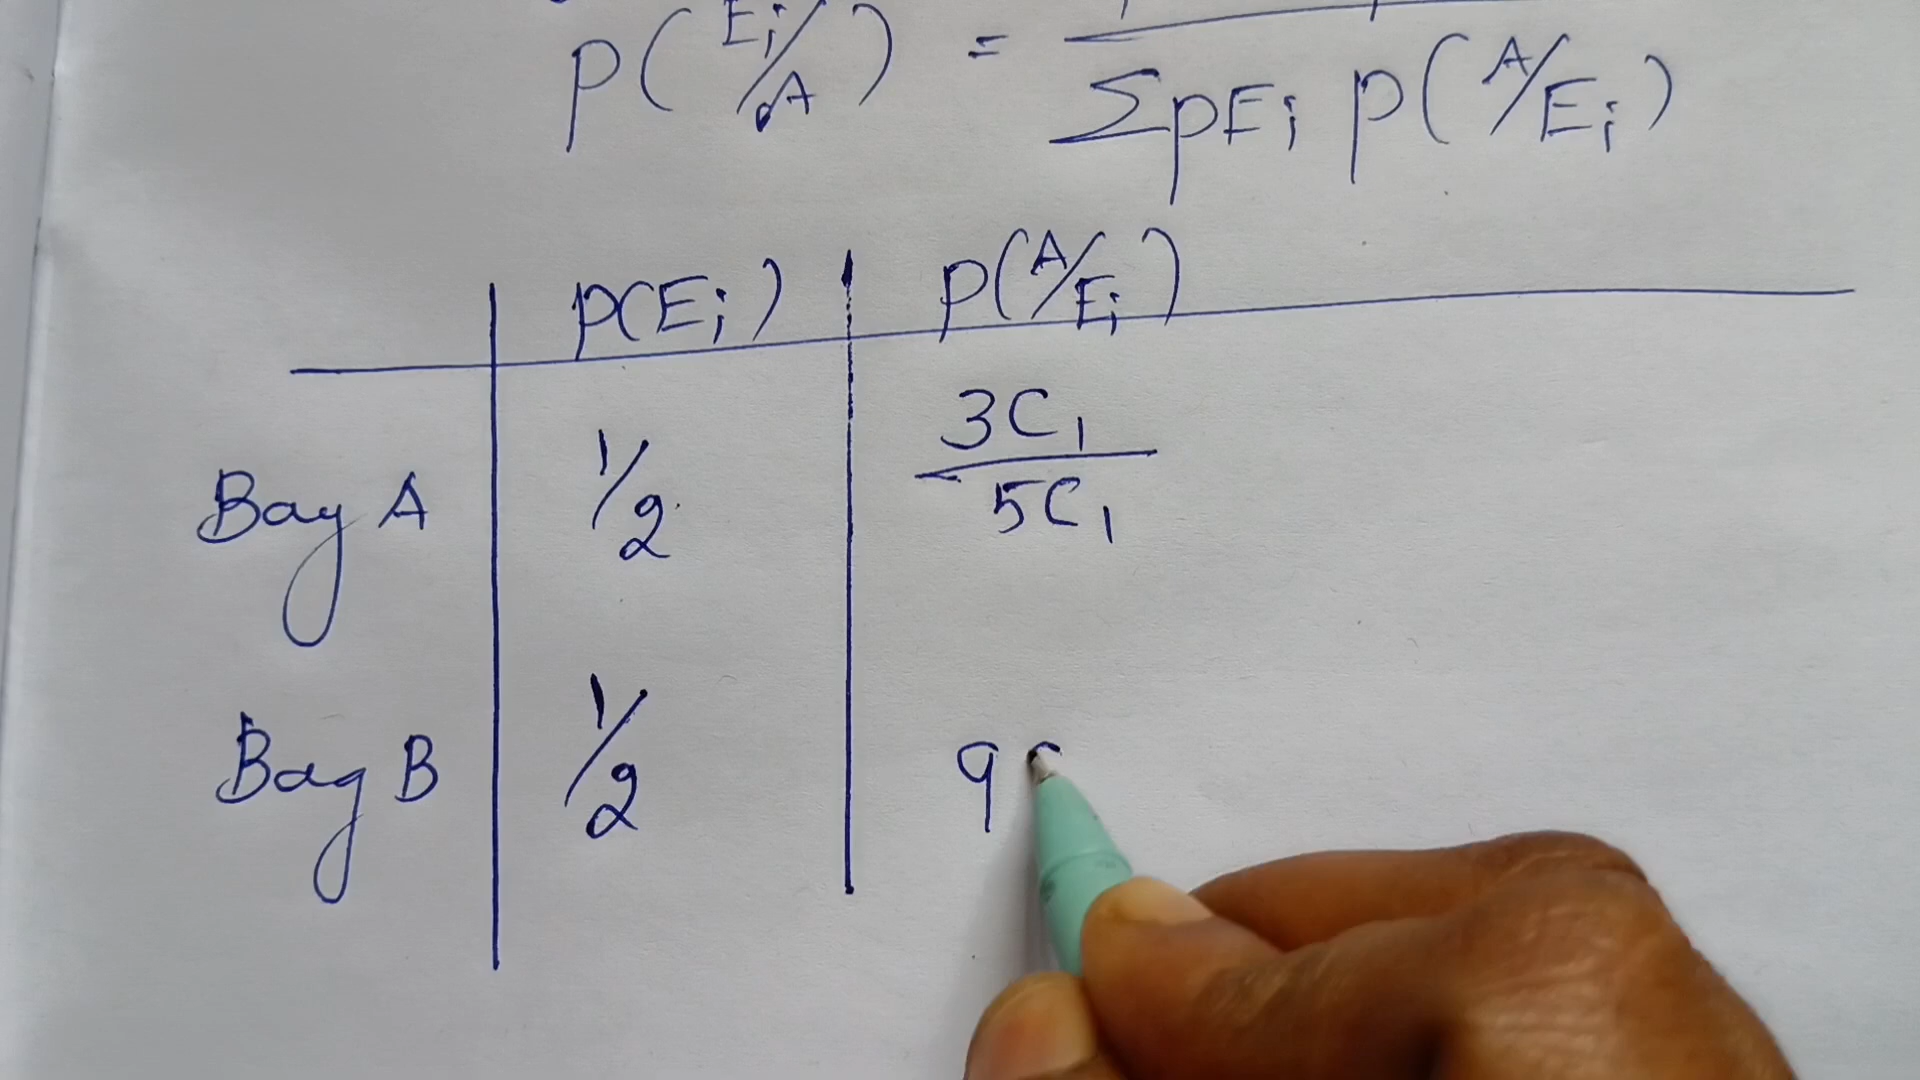 P(Ei/A) =
ΣPEi P(A/Ei)
P(Ei) P(A/Ei)
Bag A 1/2 3C1/5C1
Bag B 1/2 9